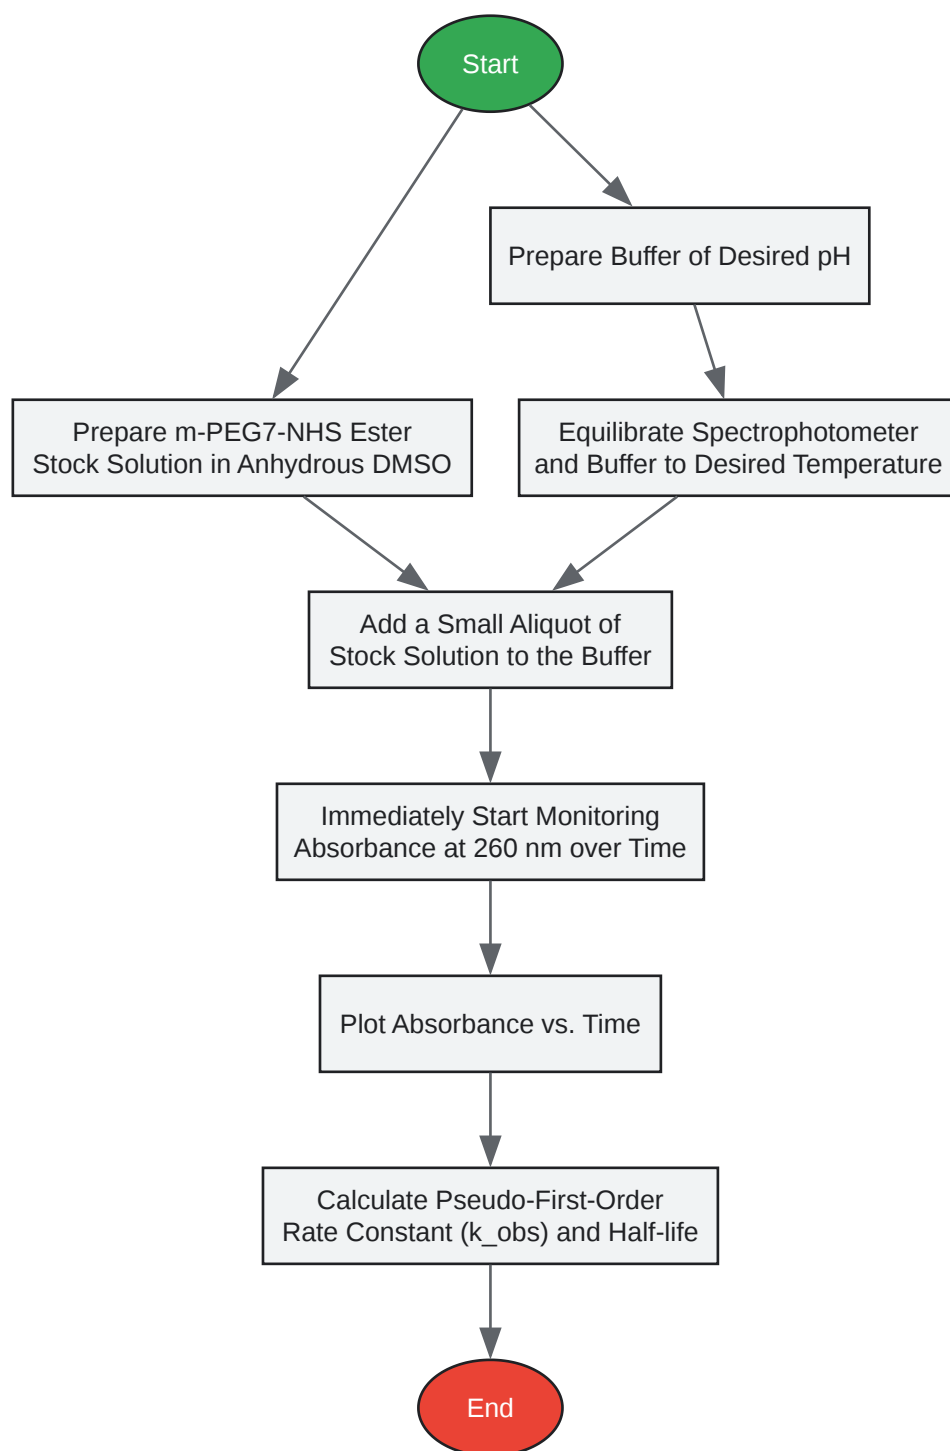 Start
Prepare Buffer of Desired pH
Prepare m-PEG7-NHS Ester
Stock Solution in Anhydrous DMSO
Equilibrate Spectrophotometer
and Buffer to Desired Temperature
Add a Small Aliquot of
Stock Solution to the Buffer
Immediately Start Monitoring
Absorbance at 260 nm over Time
Plot Absorbance vs. Time
Calculate Pseudo-First-Order
Rate Constant (k_obs) and Half-life
End